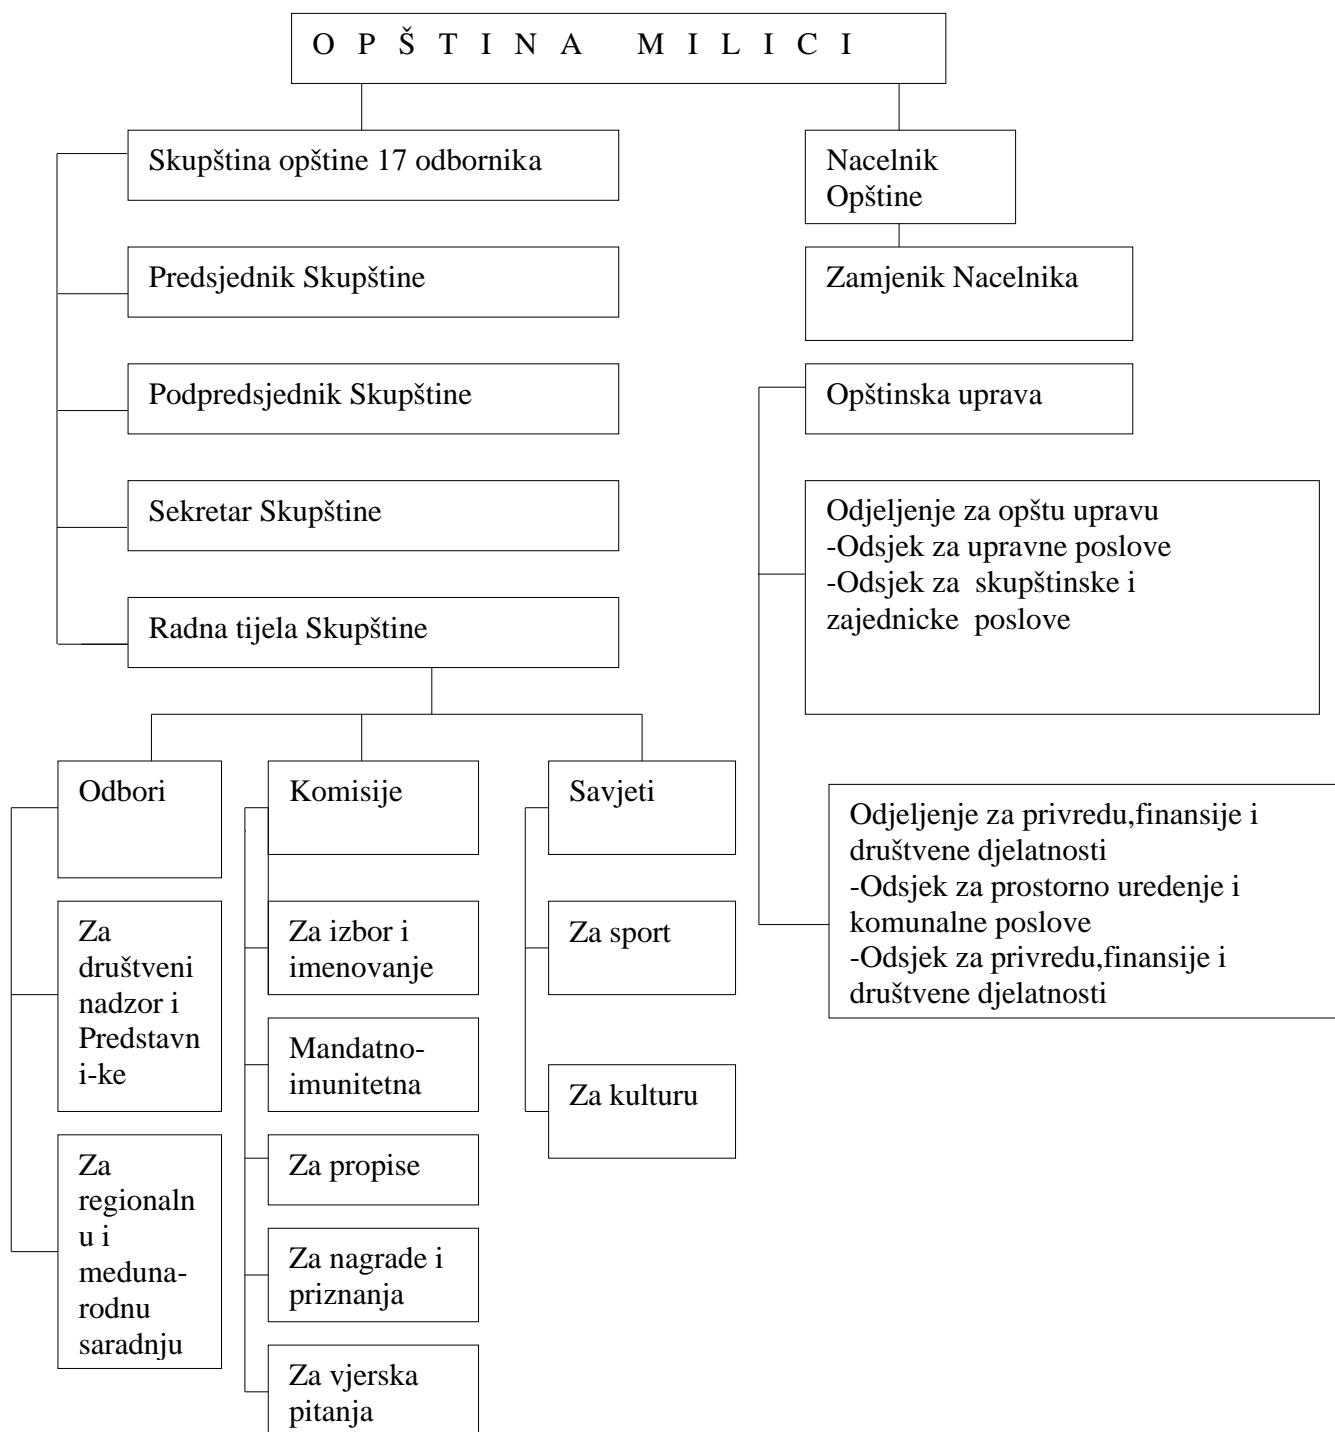 O P Š T I N A M I L I C I
Skupština opštine 17 odbornika
Predsjednik Skupštine
Podpredsjednik Skupštine
Sekretar Skupštine
Radna tijela Skupštine
Odbori
Za
društveni
nadzor i
Predstavn
i-ke
Za
regionaln
u i
meduna-
rodnu
saradnju
Komisije
Za izbor i
imenovanje
Mandatno-
imunitetna
Za propise
Za nagrade i
priznanja
Za vjerska
pitanja
Savjeti
Za sport
Za kulturu
Nacelnik
Opštine
Zamjenik Nacelnika
Opštinska uprava
Odjeljenje za opštu upravu
-Odsjek za upravne poslove
-Odsjek za skupštinske i
zajednicke poslove
Odjeljenje za privredu,finansije i
društvene djelatnosti
-Odsjek za prostorno uredenje i
komunalne poslove
-Odsjek za privredu,finansije i
društvene djelatnosti